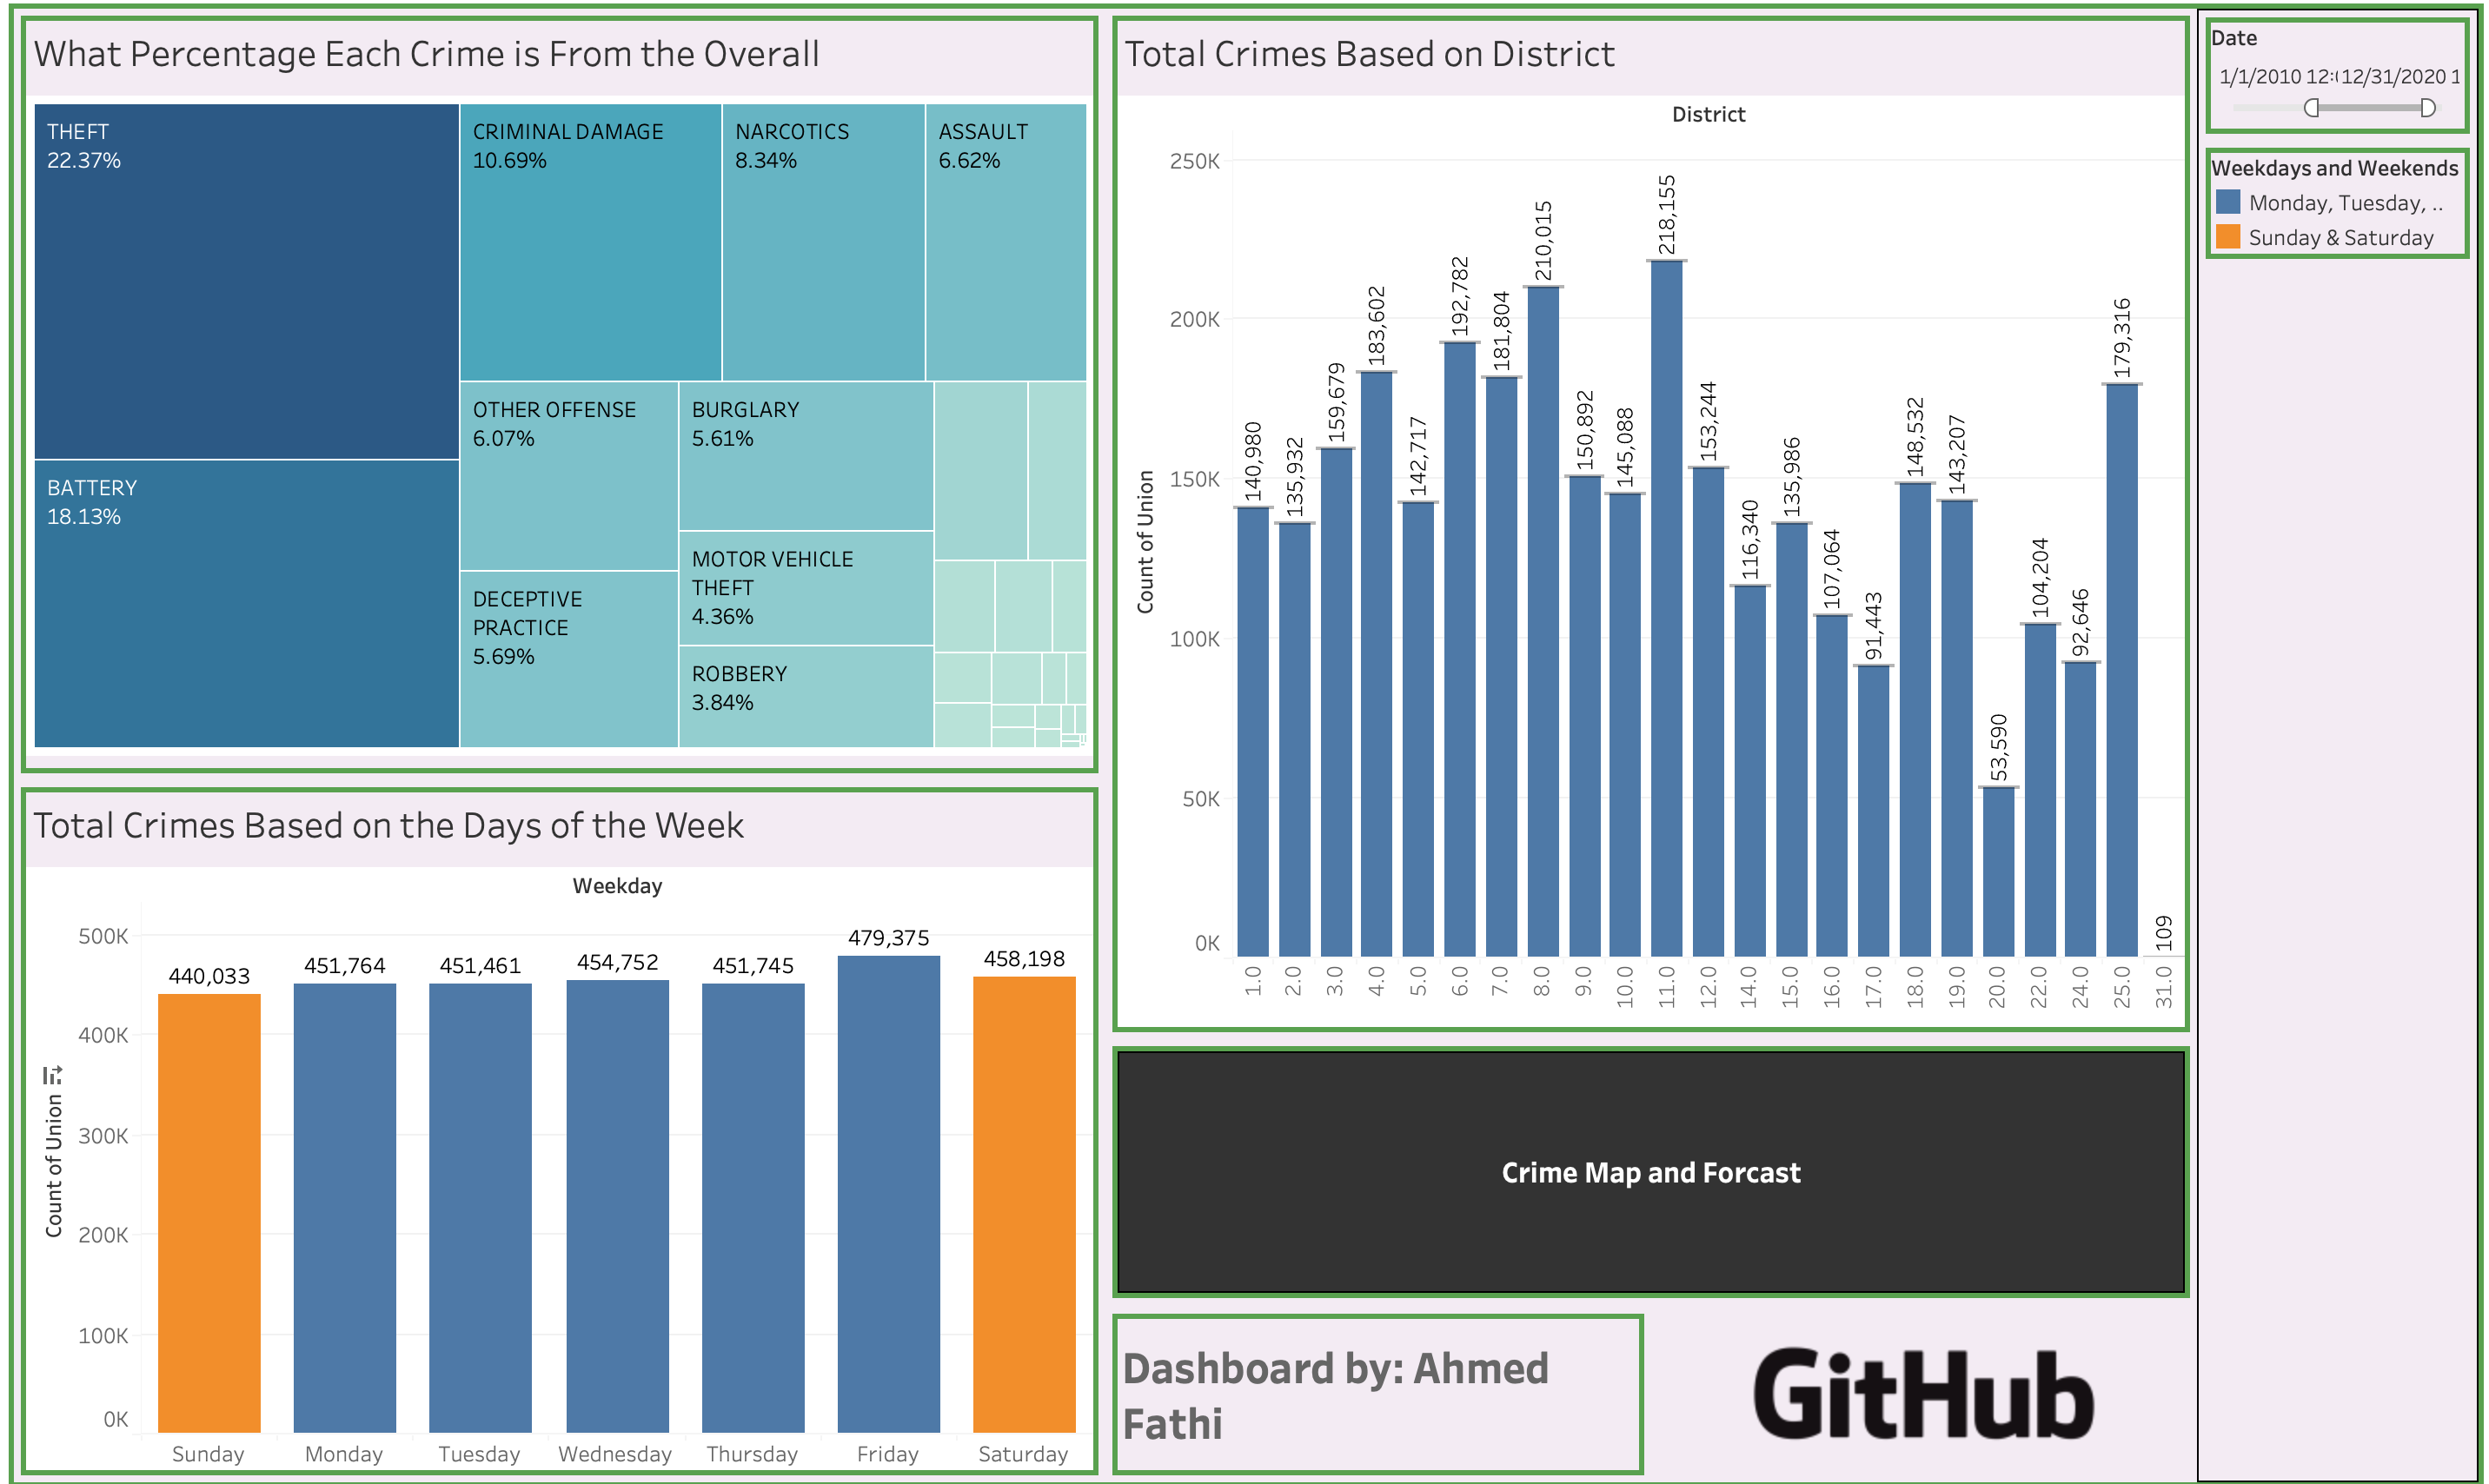 What Percentage Each Crime is From the Overall
THEFT
22.37%
BATTERY
18.13%
CRIMINAL DAMAGE
10.69%
NARCOTICS
8.34%
ASSAULT
6.62%
OTHER OFFENSE
6.07%
BURGLARY
5.61%
DECEPTIVE
PRACTICE
5.69%
MOTOR VEHICLE
THEFT
4.36%
ROBBERY
3.84%
Total Crimes Based on the Days of the Week
Weekday
Count of Union
500K
400K
300K
200K
100K
0K
440,033
451,764
451,461
454,752
451,745
479,375
458,198
Sunday
Monday
Tuesday
Wednesday
Thursday
Friday
Saturday
Total Crimes Based on District
District
Count of Union
250K
200K
150K
100K
50K
0K
140,980
135,932
159,679
183,602
142,717
192,782
181,804
210,015
150,892
145,088
218,155
153,244
116,340
135,986
107,064
91,443
148,532
143,207
53,590
104,204
92,646
179,316
109
1.0
2.0
3.0
4.0
5.0
6.0
7.0
8.0
9.0
10.0
11.0
12.0
14.0
15.0
16.0
17.0
18.0
19.0
20.0
22.0
24.0
25.0
31.0
Crime Map and Forcast
Dashboard by: Ahmed
Fathi
GitHub
Date
1/1/2010 12:( 12/31/2020 1
Weekdays and Weekends
Monday, Tuesday, ..
Sunday & Saturday